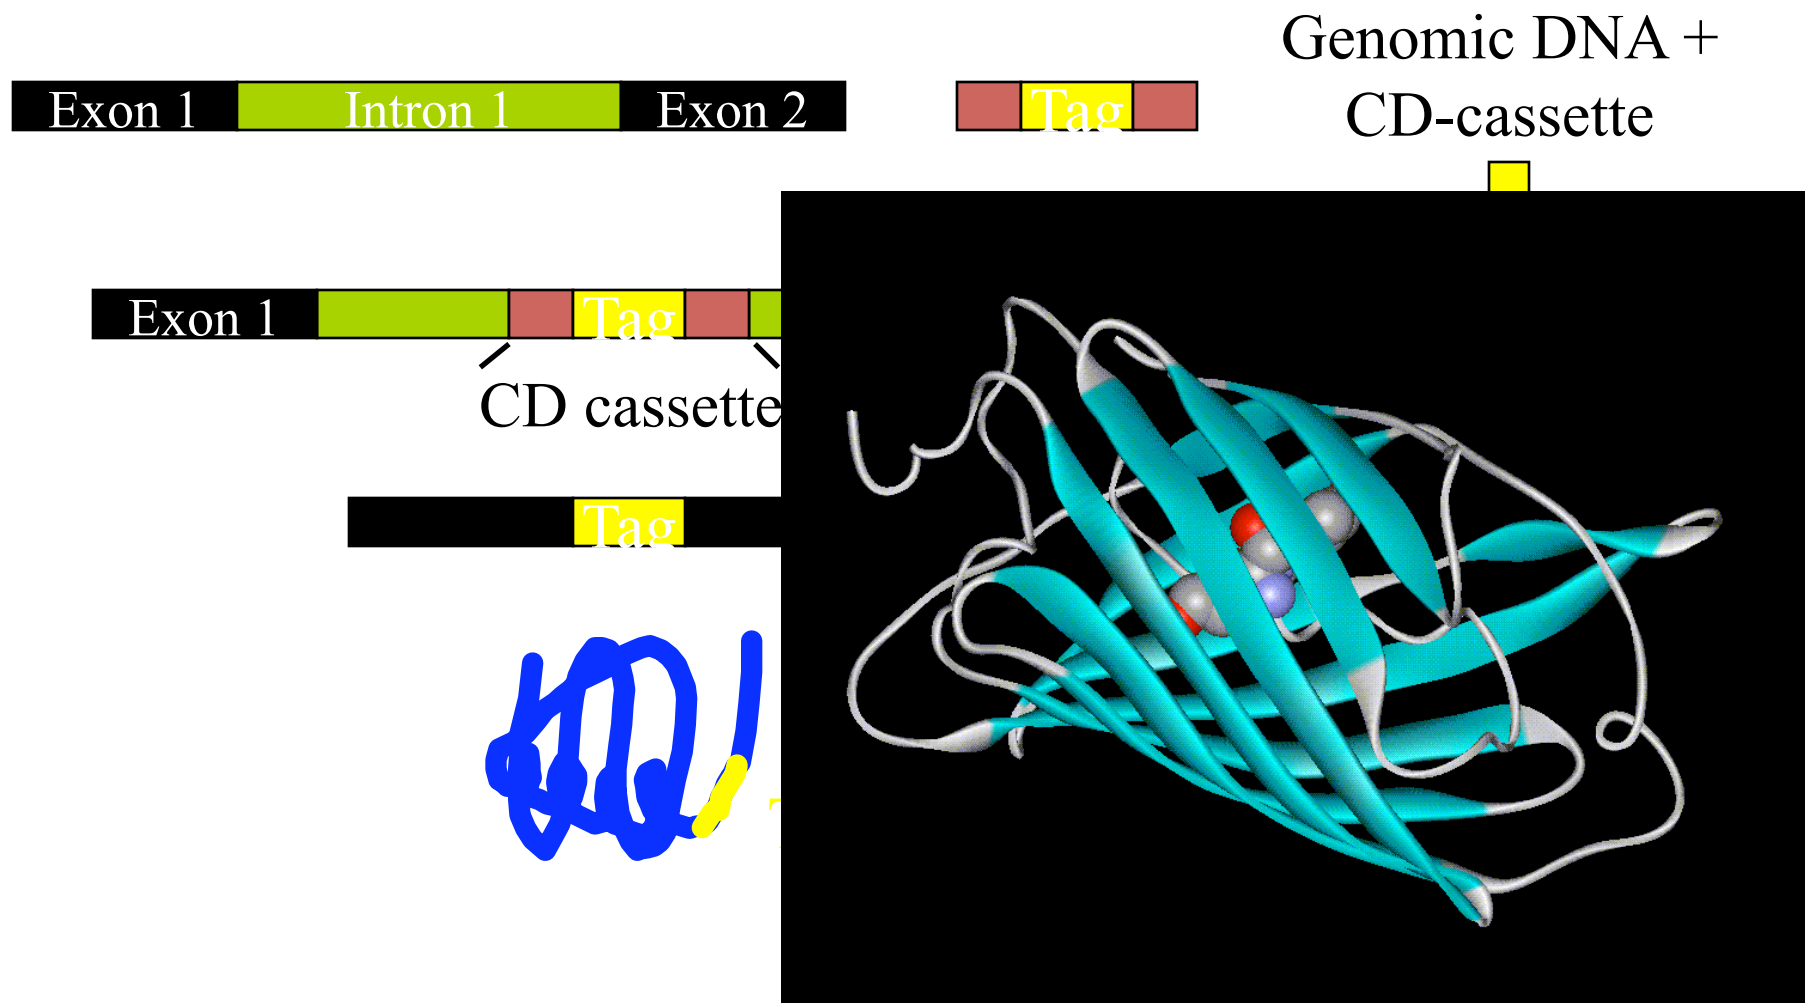 Genomic DNA +
Exon 1 Intron 1 Exon 2 Tag CD-cassette
Exon 1 Tag
CD cassette
Tag